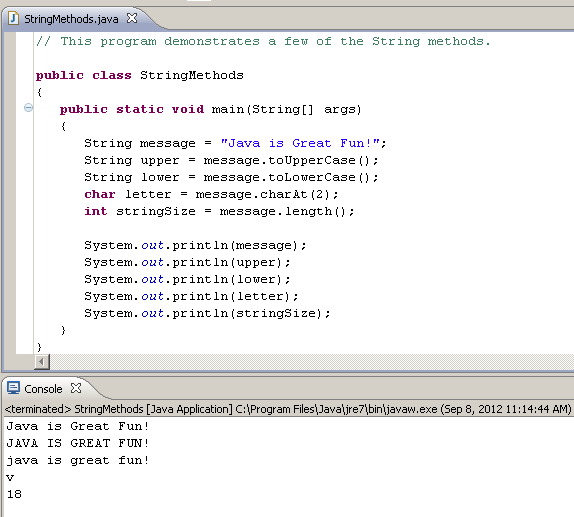 StringMethods.java
// This program demonstrates a few of the String methods.
public class StringMethods
{
public static void main(String[] args)
{
String message = "Java is Great Fun!";
String upper = message.toUpperCase();
String lower = message.toLowerCase();
char letter = message.charAt(2);
int stringSize = message.length();
System.out.println(message);
System.out.println(upper);
System.out.println(lower);
System.out.println(letter);
System.out.println(stringSize);
}
}
Console
<terminated> StringMethods [Java Application] C:\Program Files\Java\jre7\bin\javaw.exe (Sep 8, 2012 11:14:44 AM)
Java is Great Fun!
JAVA IS GREAT FUN!
java is great fun!
v
18